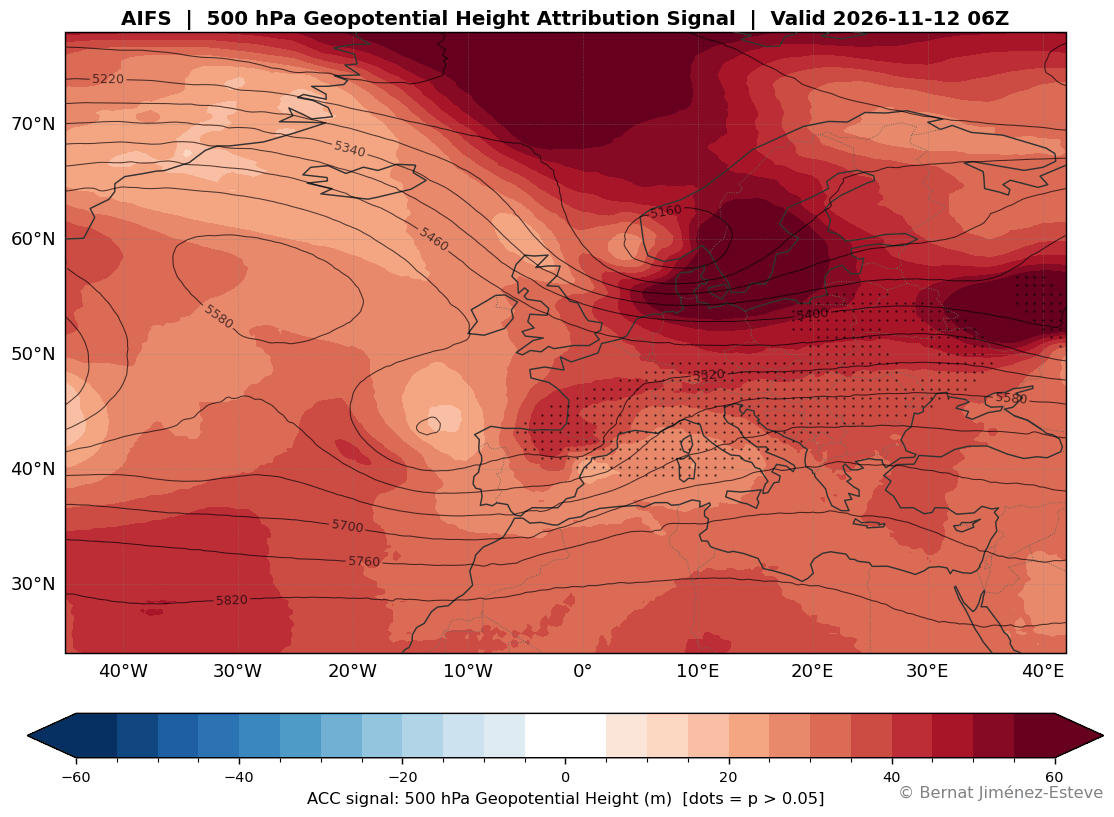 AIFS | 500 hPa Geopotential Height Attribution Signal | Valid 2026-11-12 06Z
5220
70°N
5340
5160
60°N
5460
5580
5400
50°N
5520
5580
40°N
5700
5760
30°N
5820
40°W 30°W 20°W 10°W 0° 10°E 20°E 30°E 40°E
−60 −40 −20 0 20 40 60
ACC signal: 500 hPa Geopotential Height (m) [dots = p > 0.05]
© Bernat Jiménez-Esteve